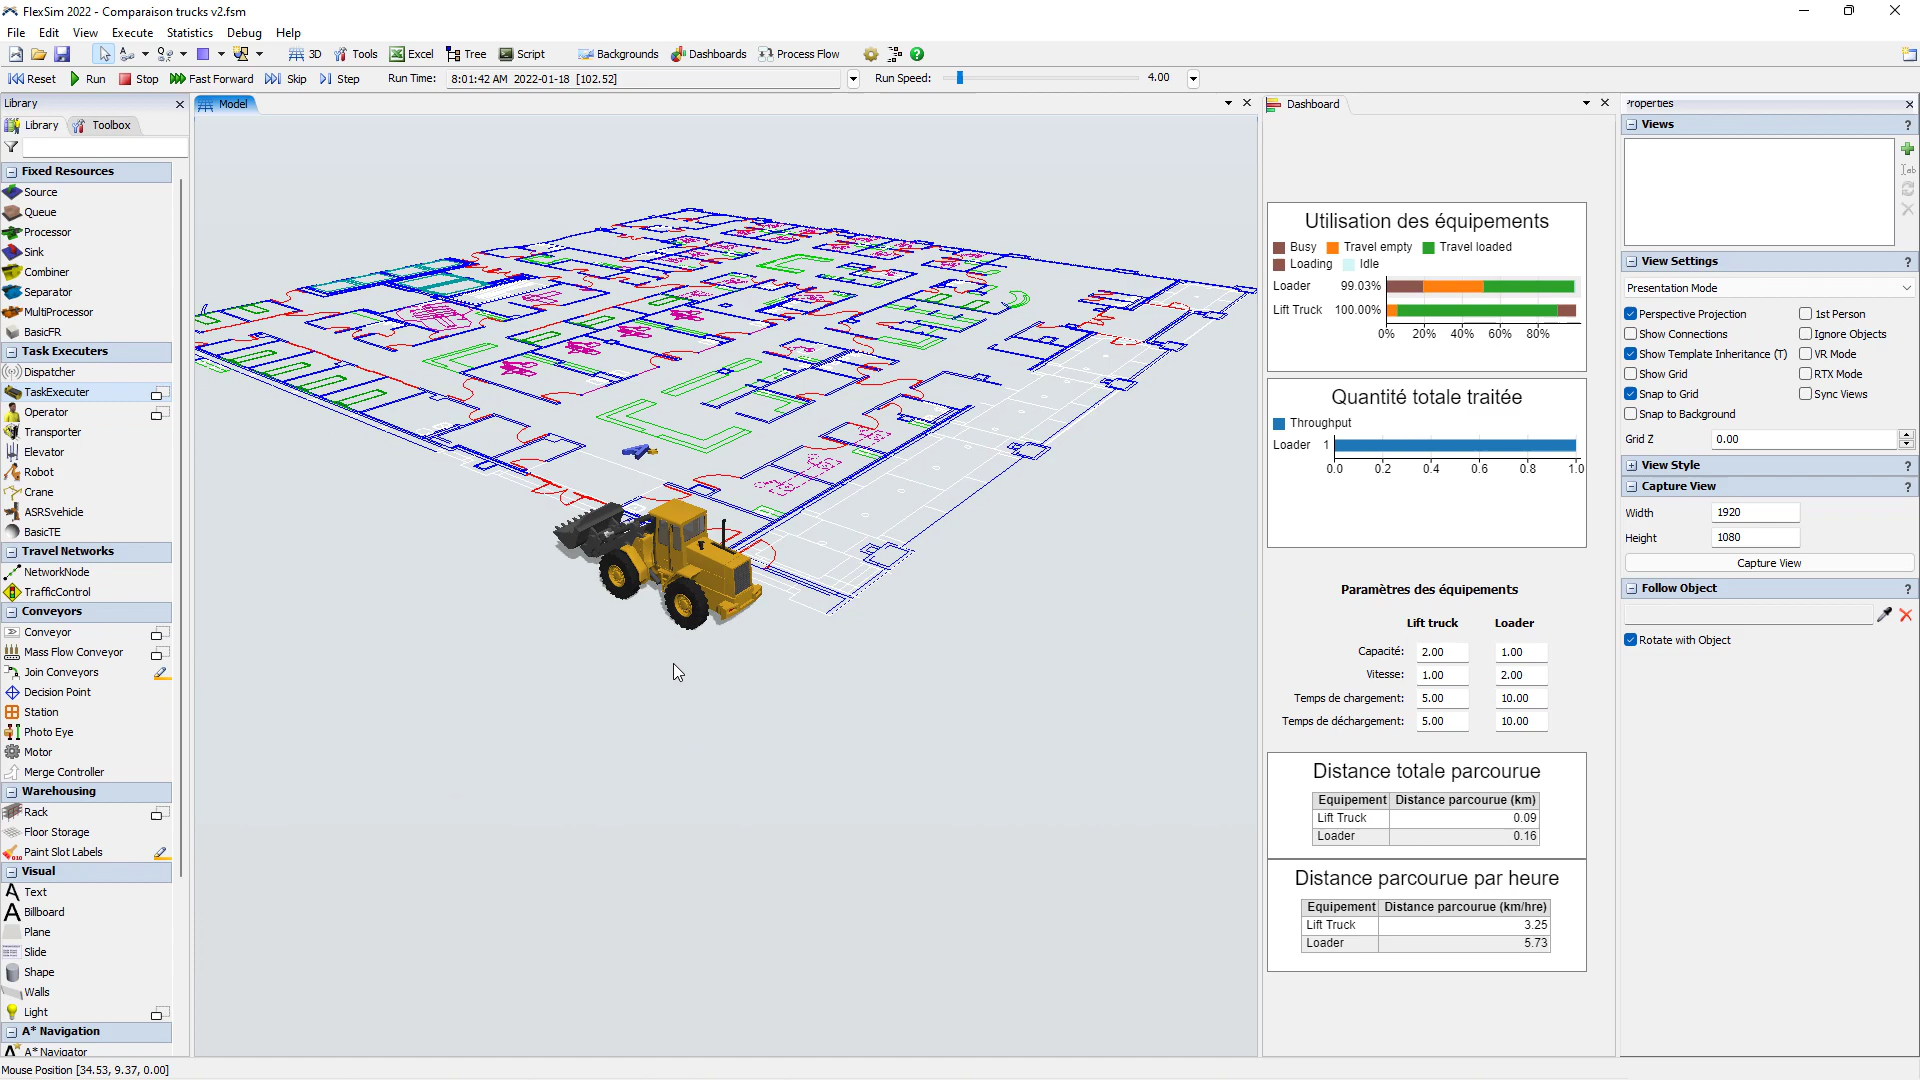 FlexSim 2022 - Comparaison trucks v2.fsm
File Edit View Execute Statistics Debug Help
3D Tools Excel Tree Script Backgrounds Dashboards Process Flow
Reset Run Stop Fast Forward Skip Step Run Time: 8:01:42 AM 2022-01-18 [102.52] Run Speed: 4.00
Library
Library Toolbox
Fixed Resources
Source
Queue
Processor
Sink
Combiner
Separator
MultiProcessor
BasicFR
Task Executers
Dispatcher
TaskExecuter
Operator
Transporter
Elevator
Robot
Crane
ASRSvehicle
BasicTE
Travel Networks
NetworkNode
TrafficControl
Conveyors
Conveyor
Mass Flow Conveyor
Join Conveyors
Decision Point
Station
Photo Eye
Motor
Merge Controller
Warehousing
Rack
Floor Storage
Paint Slot Labels
Visual
Text
Billboard
Plane
Slide
Shape
Walls
Light
A* Navigation
A* Navigator
Mouse Position [34.53, 9.37, 0.00]
Model
Dashboard
Utilisation des équipements
Busy Travel empty Travel loaded
Loading Idle
Loader 99.03%
Lift Truck 100.00%
0% 20% 40% 60% 80%
Quantité totale traitée
Throughput
Loader 1
0.0 0.2 0.4 0.6 0.8 1.0
Paramètres des équipements
Lift truck Loader
Capacité: 2.00 1.00
Vitesse: 1.00 2.00
Temps de chargement: 5.00 10.00
Temps de déchargement: 5.00 10.00
Distance totale parcourue
Equipement Distance parcourue (km)
Lift Truck 0.09
Loader 0.16
Distance parcourue par heure
Equipement Distance parcourue (km/hre)
Lift Truck 3.25
Loader 5.73
Properties
Views ?
View Settings ?
Presentation Mode
Perspective Projection 1st Person
Show Connections Ignore Objects
Show Template Inheritance (T) VR Mode
Show Grid RTX Mode
Snap to Grid Sync Views
Snap to Background
Grid Z 0.00
View Style ?
Capture View ?
Width 1920
Height 1080
Capture View
Follow Object ?
Rotate with Object